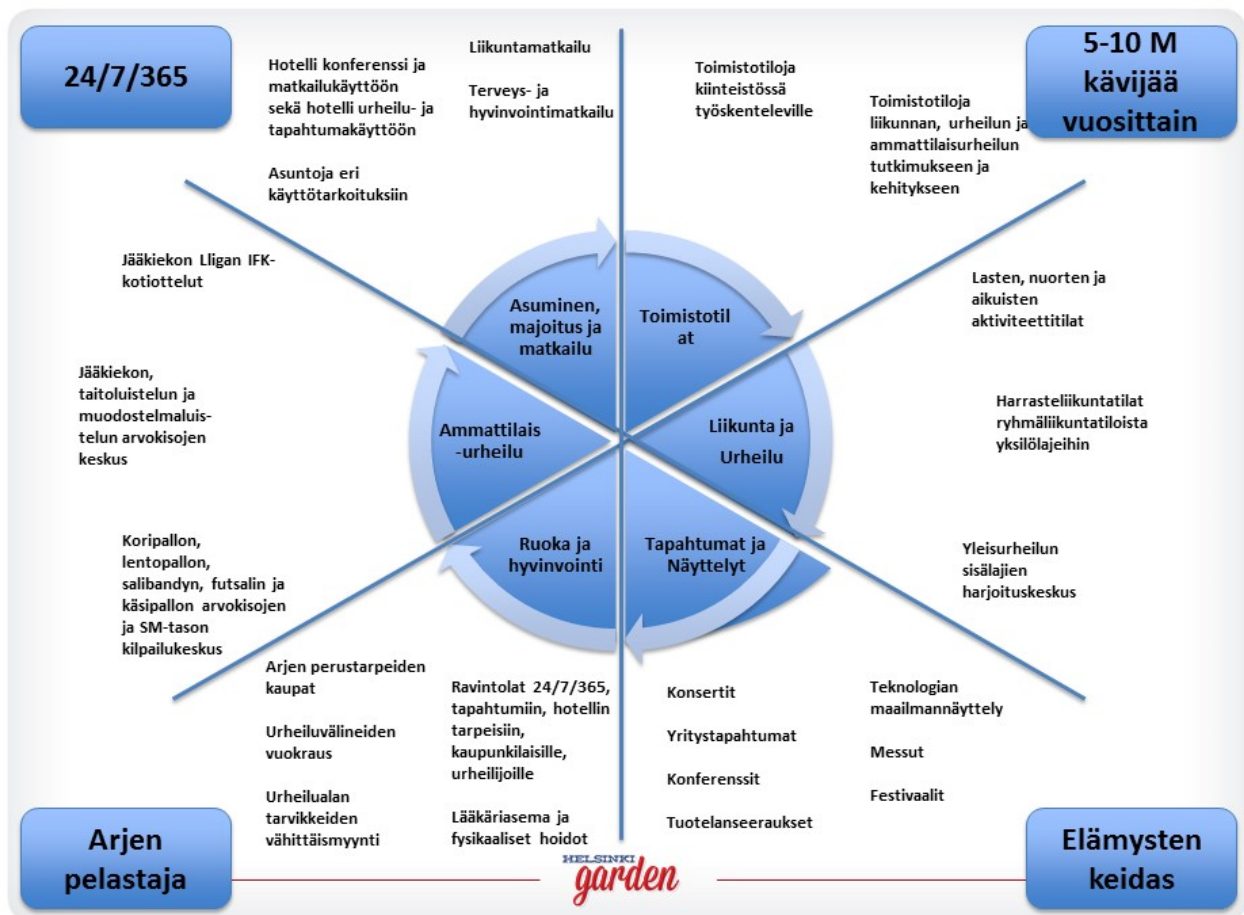 24/7/365
Hotelli konferenssi ja
matkailukäyttöön
sekä hotelli urheilu- ja
tapahtumakäyttöön
Asuntoja eri
käyttötarkoituksiin
Liikuntamatkailu
Terveys- ja
hyvinvointimatkailu
Toimistotiloja
kiinteistössä
työskenteleville
Toimistotiloja
liikunnan, urheilun ja
ammattilaisurheilun
tutkimukseen ja
kehitykseen
5-10 M
kävijää
vuosittain
Jääkiekon Lligan IFK-
kotiottelut
Jääkiekon,
taitoluistelun ja
muodostelmaluis-
telun arvokisojen
keskus
Koripallon,
lentopallon,
salibandyn, futsalin ja
käsipallon arvokisojen
ja SM-tason
kilpailukeskus
Asuminen,
majoitus ja
matkailu
Toimistotil
at
Ammattilais
-urheilu
Liikunta ja
Urheilu
Ruoka ja
hyvinvointi
Tapahtumat ja
Näyttelyt
Lasten, nuorten ja
aikuisten
aktiviteettitilat
Harrasteliikuntatilat
ryhmäliikuntatiloista
yksilölajeihin
Yleisurheilun
sisälajien
harjoituskeskus
Arjen perustarpeiden
kaupat
Urheiluvälineiden
vuokraus
Urheilualan
tarvikkeiden
vähittäismyynti
Ravintolat 24/7/365,
tapahtumiin, hotellin
tarpeisiin,
kaupunkilaisille,
urheilijoille
Lääkäriasema ja
fysikaaliset hoidot
Konsertit
Yritystapahtumat
Konferenssit
Tuotelanseeraukset
Teknologian
maailmannäyttely
Messut
Festivaalit
Arjen
pelastaja
HELSINKI
garden
Elämysten
keidas